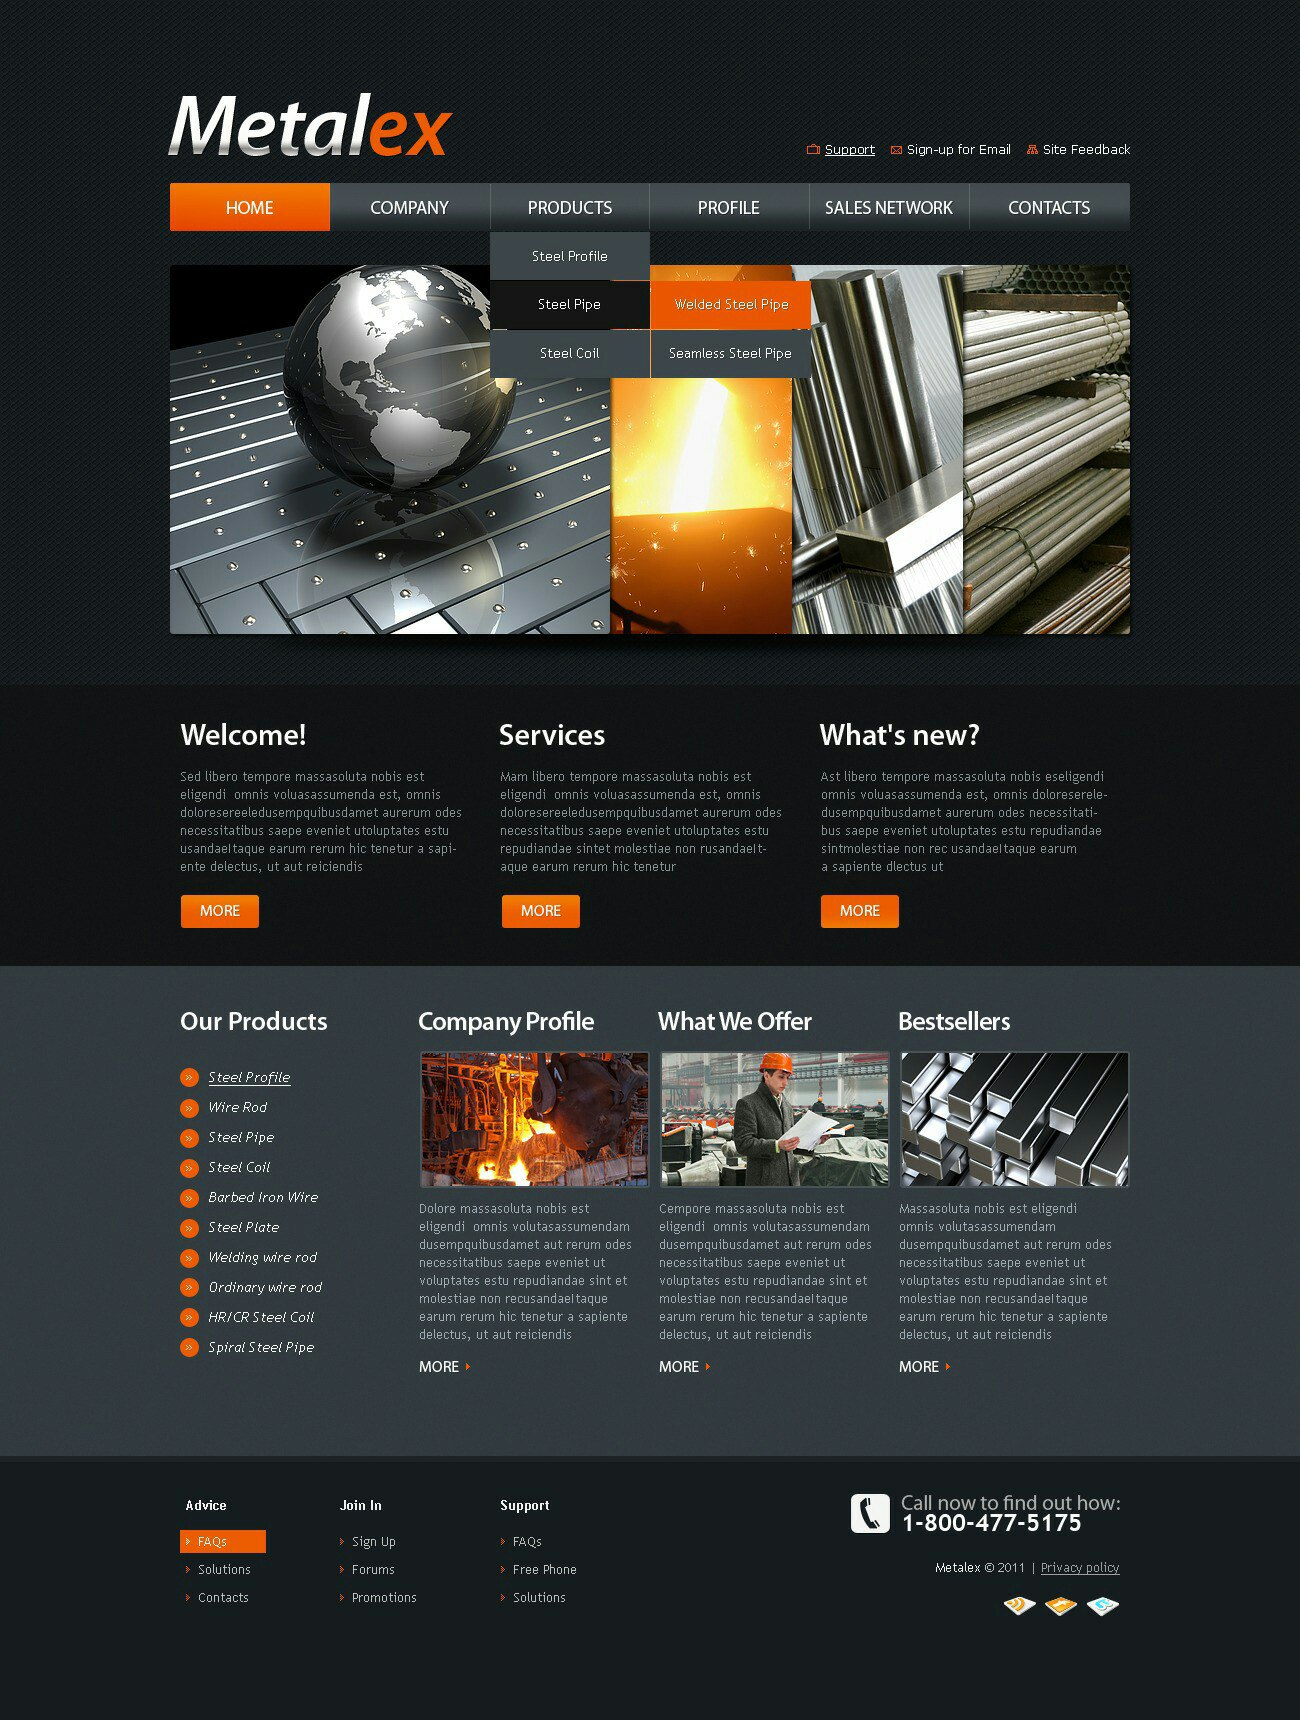 Metalex
Support Sign-up for Email Site Feedback
HOME COMPANY PRODUCTS PROFILE SALES NETWORK CONTACTS
Steel Profile
Steel Pipe Welded Steel Pipe
Steel Coil Seamless Steel Pipe
Welcome!
Sed libero tempore massasoluta nobis est
eligendi omnis voluasassumenda est, omnis
doloresereeledusempquibusdamet aurerum odes
necessitatibus saepe eveniet utoluptates estu
usandaeItaque earum rerum hic tenetur a sapi-
ente delectus, ut aut reiciendis
MORE
Services
Mam libero tempore massasoluta nobis est
eligendi omnis voluasassumenda est, omnis
doloresereeledusempquibusdamet aurerum odes
necessitatibus saepe eveniet utoluptates estu
repudiandae sintet molestiae non rusandaeIt-
aque earum rerum hic tenetur
MORE
What's new?
Ast libero tempore massasoluta nobis eseligendi
omnis voluasassumenda est, omnis doloresere­le-
dusempquibusdamet aurerum odes necessitati-
bus saepe eveniet utoluptates estu repudiandae
sintmolestiae non rec usandaeItaque earum
a sapiente dlectus ut
MORE
Our Products
Steel Profile
Wire Rod
Steel Pipe
Steel Coil
Barbed Iron Wire
Steel Plate
Welding wire rod
Ordinary wire rod
HR/CR Steel Coil
Spiral Steel Pipe
Company Profile
Dolore massasoluta nobis est
eligendi omnis volutasassumendam
dusempquibusdamet aut rerum odes
necessitatibus saepe eveniet ut
voluptates estu repudiandae sint et
molestiae non recusandaeItaque
earum rerum hic tenetur a sapiente
delectus, ut aut reiciendis
MORE
What We Offer
Cempore massasoluta nobis est
eligendi omnis volutasassumendam
dusempquibusdamet aut rerum odes
necessitatibus saepe eveniet ut
voluptates estu repudiandae sint et
molestiae non recusandaeItaque
earum rerum hic tenetur a sapiente
delectus, ut aut reiciendis
MORE
Bestsellers
Massasoluta nobis est eligendi
omnis volutasassumendam
dusempquibusdamet aut rerum odes
necessitatibus saepe eveniet ut
voluptates estu repudiandae sint et
molestiae non recusandaeItaque
earum rerum hic tenetur a sapiente
delectus, ut aut reiciendis
MORE
Advice
FAQs
Solutions
Contacts
Join In
Sign Up
Forums
Promotions
Support
FAQs
Free Phone
Solutions
Call now to find out how:
1-800-477-5175
Metalex © 2011 | Privacy policy